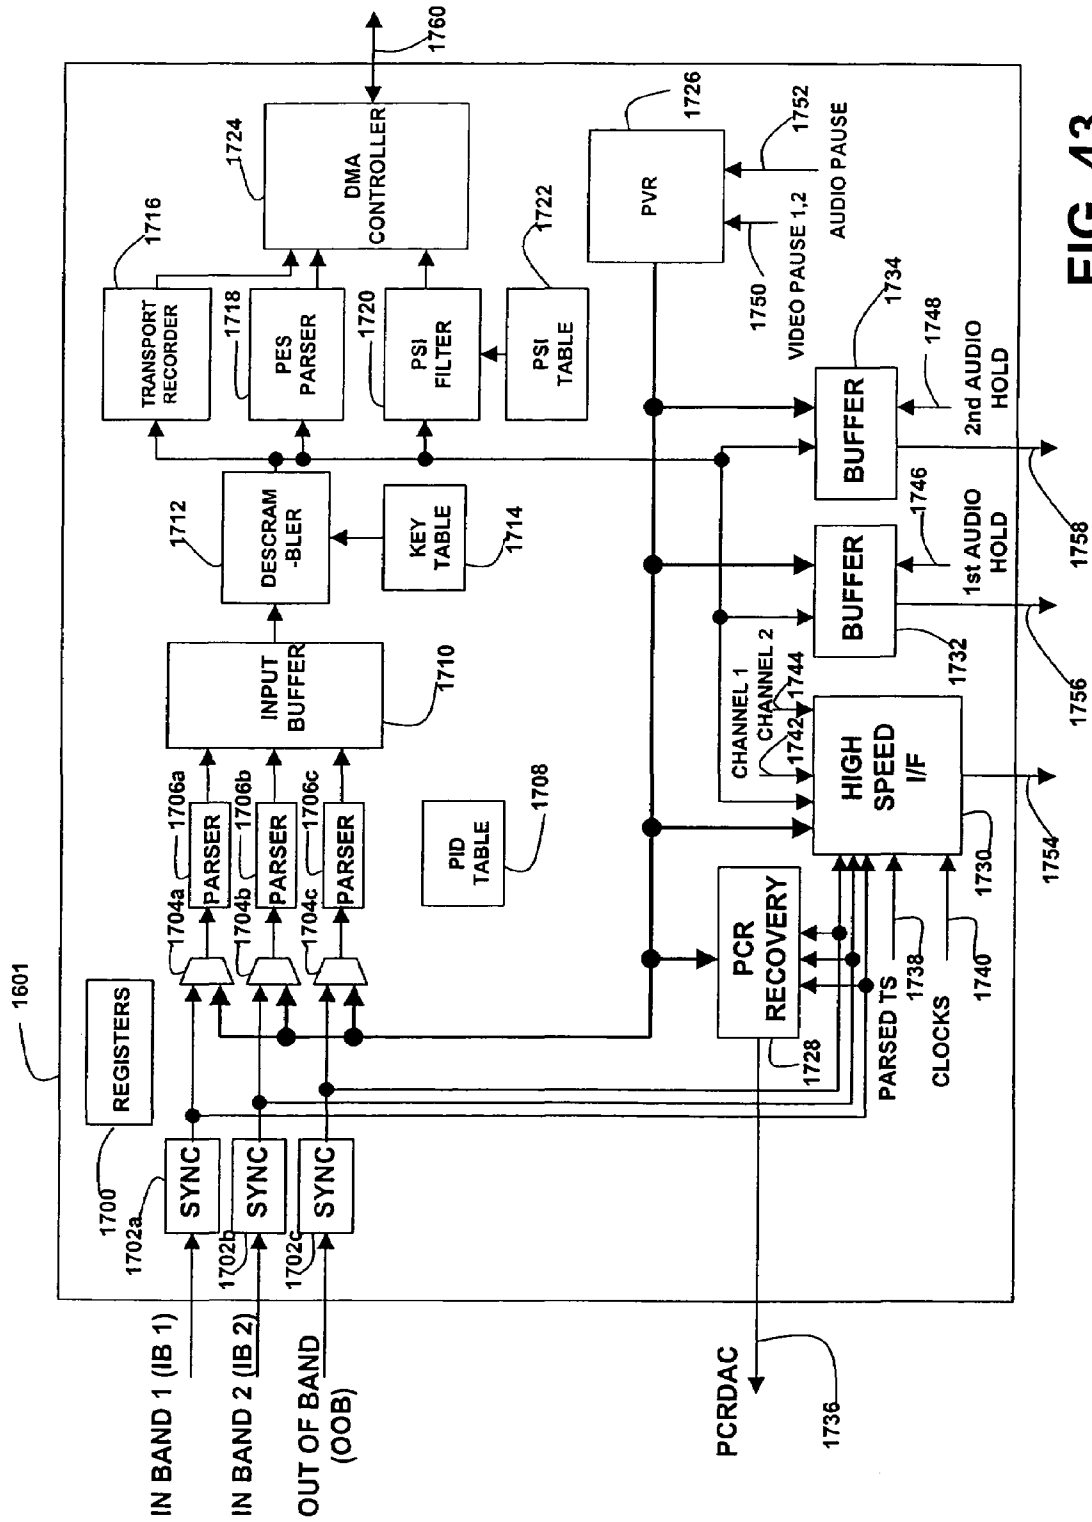 1601
IN BAND 1 (IB 1)
IN BAND 2 (IB 2)
OUT OF BAND
(OOB)
1700
REGISTERS
1702a
SYNC
1702b
SYNC
1702c
SYNC
1704a
1704b
1704c
1706a
PARSER
1706b
PARSER
1706c
PARSER
PID
TABLE
1708
INPUT
BUFFER
1710
1712
DESCRAM
-BLER
KEY
TABLE
1714
1716
TRANSPORT
RECORDER
1718
PES
PARSER
1720
PSI
FILTER
PSI
TABLE
1722
1724
DMA
CONTROLLER
1760
PVR
1726
1750
VIDEO PAUSE 1,2
1752
AUDIO PAUSE
PCR
RECOVERY
1728
PCRDAC
1736
PARSED TS
1738
CLOCKS
1740
CHANNEL 1
1742
CHANNEL 2
1744
HIGH
SPEED
I/F
1730
1754
BUFFER
1732
1746
1st AUDIO
HOLD
1756
BUFFER
1734
1748
2nd AUDIO
HOLD
1758
FIG 43